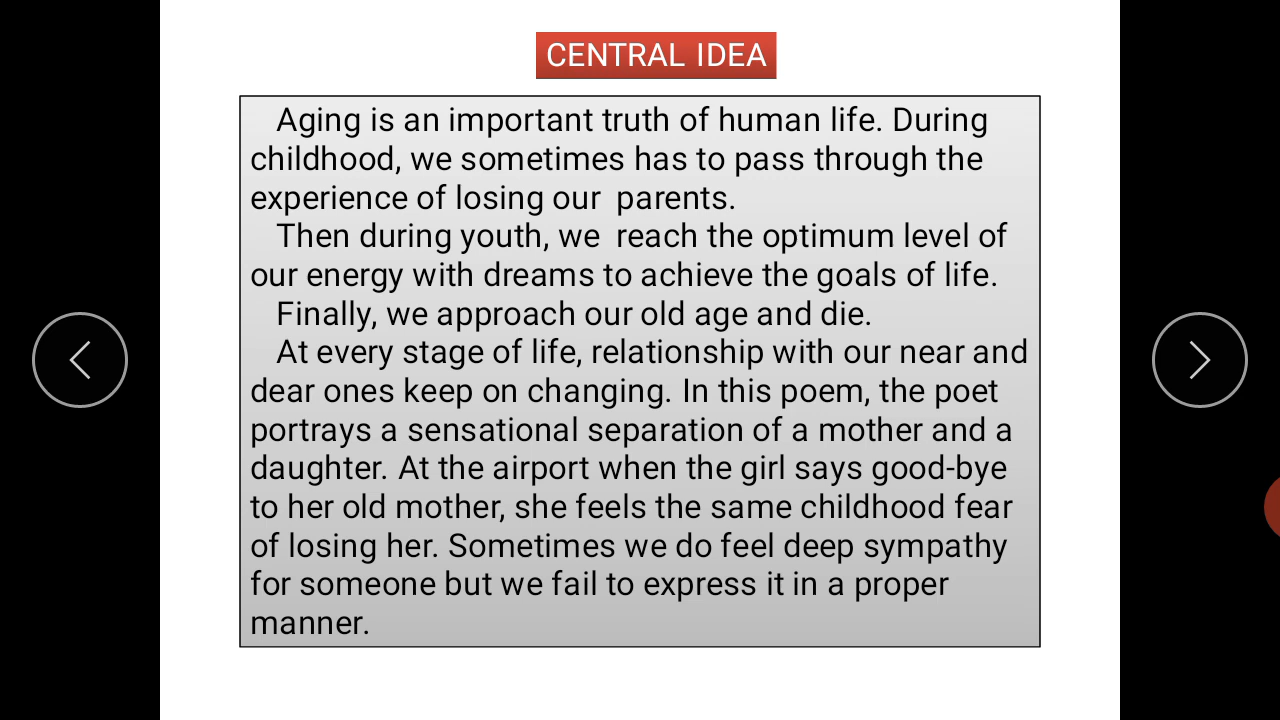 CENTRAL IDEA
Aging is an important truth of human life. During
childhood, we sometimes has to pass through the
experience of losing our parents.
Then during youth, we reach the optimum level of
our energy with dreams to achieve the goals of life.
Finally, we approach our old age and die.
At every stage of life, relationship with our near and
dear ones keep on changing. In this poem, the poet
portrays a sensational separation of a mother and a
daughter. At the airport when the girl says good-bye
to her old mother, she feels the same childhood fear
of losing her. Sometimes we do feel deep sympathy
for someone but we fail to express it in a proper
manner.